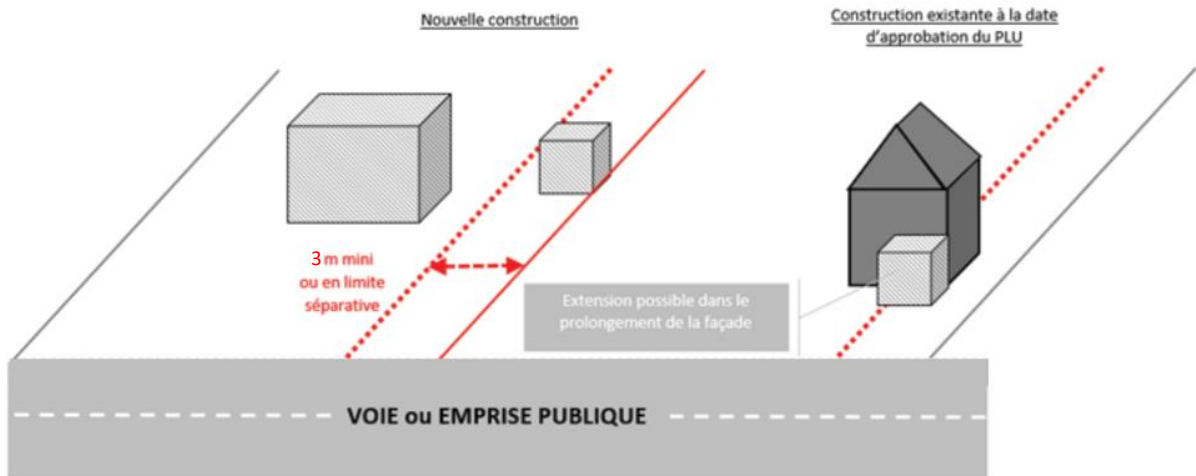 Nouvelle construction
Construction existante à la date
d'approbation du PLU
3 m mini
ou en limite
séparative
Extension possible dans le
prolongement de la façade
VOIE ou EMPRISE PUBLIQUE